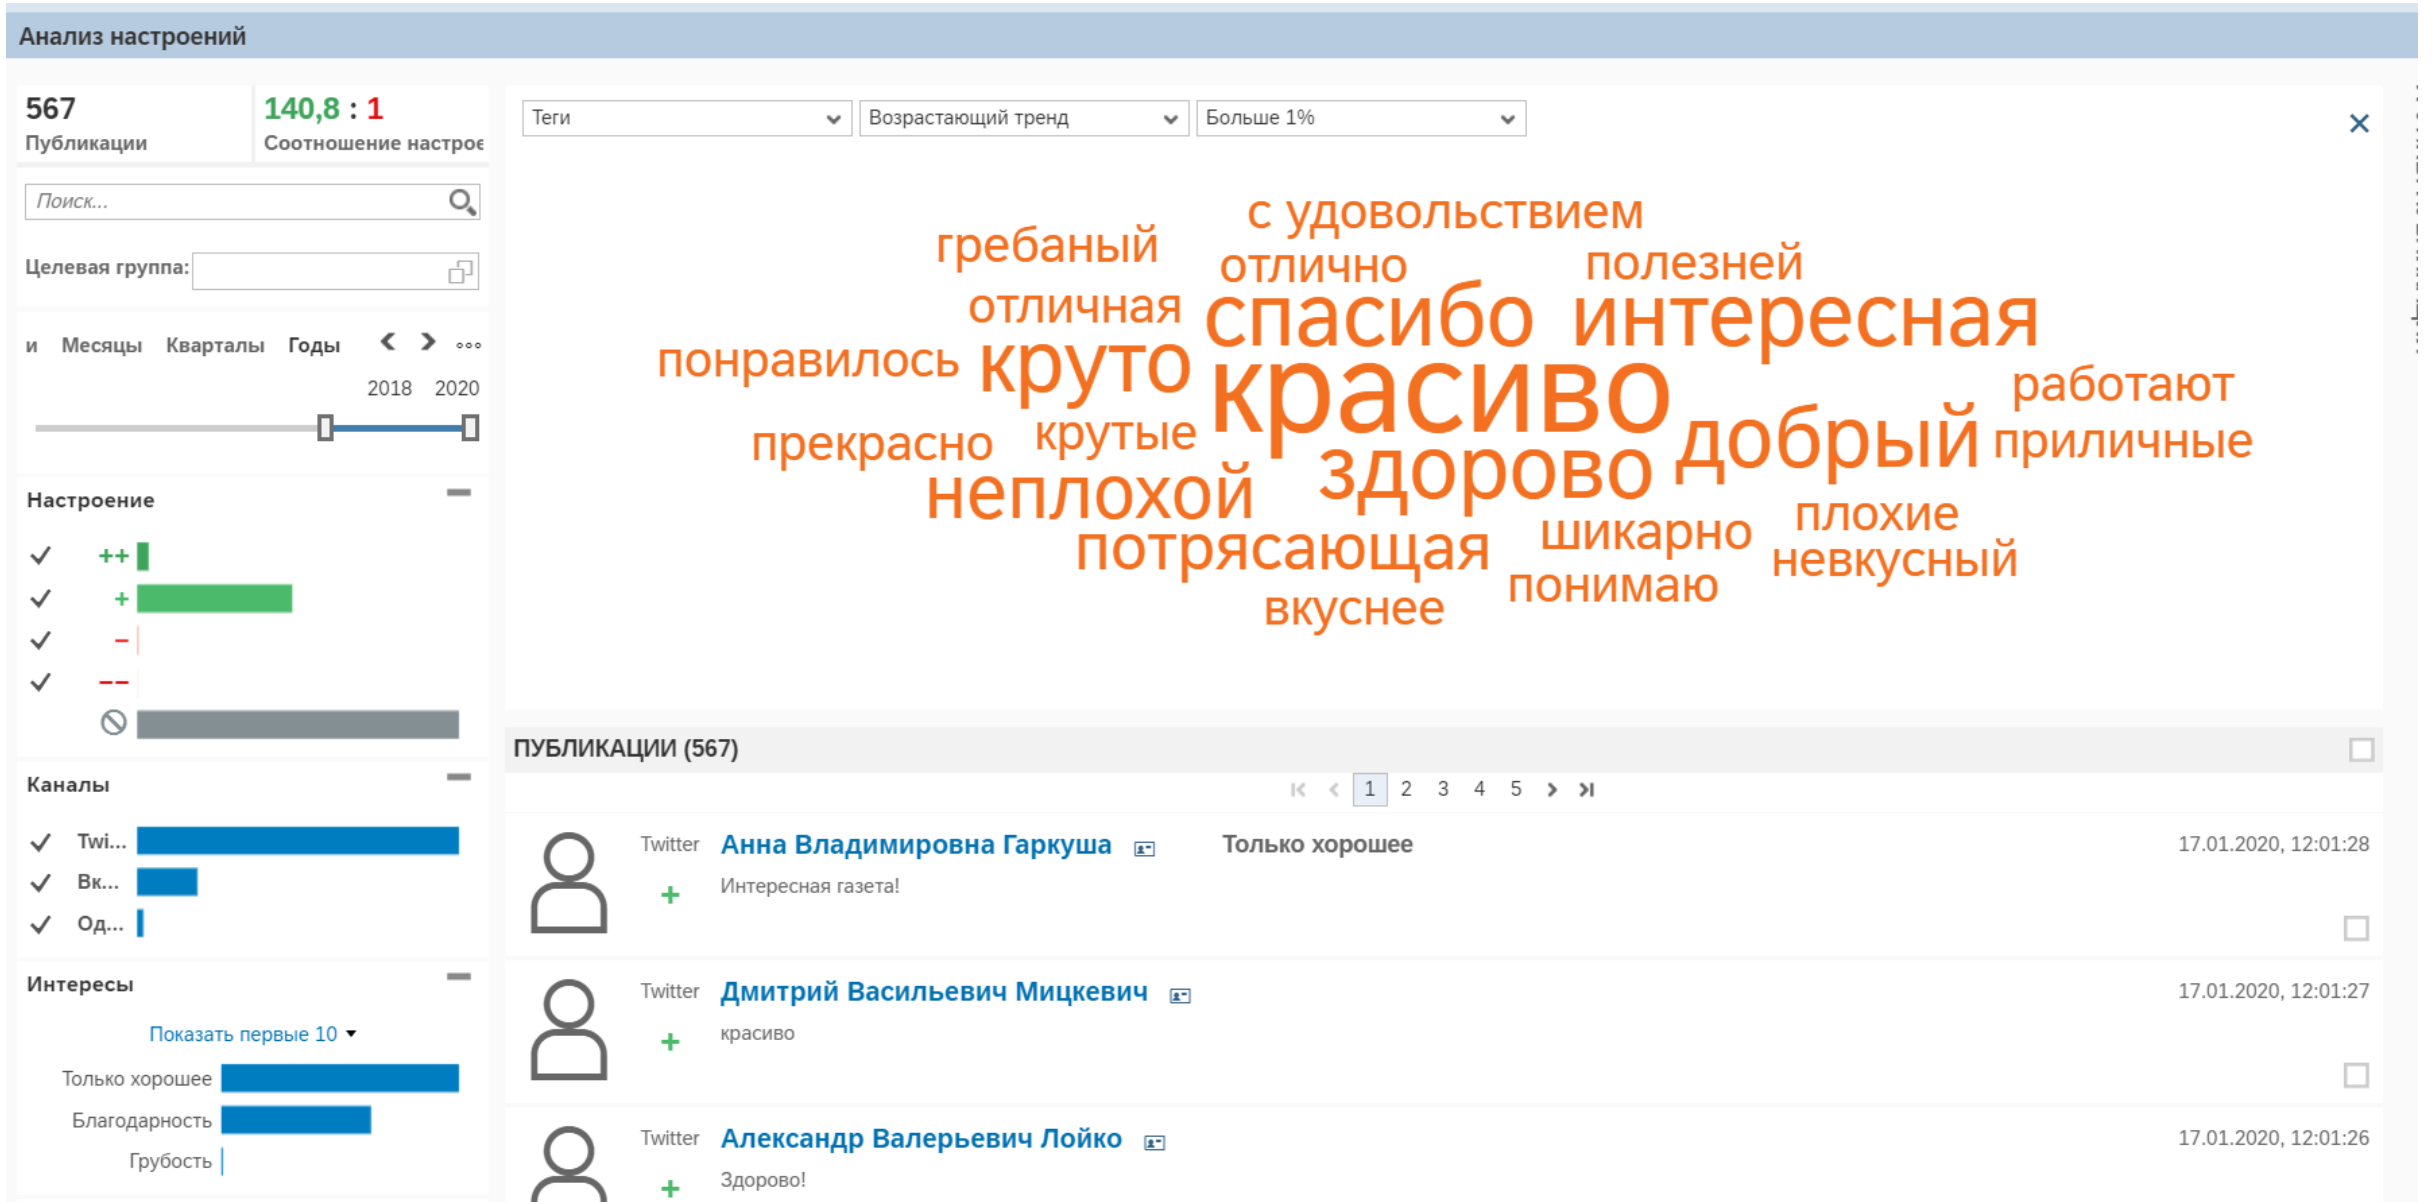 Анализ настроений
567
Публикации
140,8 : 1
Соотношение настрое
Поиск...
Целевая группа:
и Месяцы Кварталы Годы
2018 2020
Настроение
++
+
−
−−
Каналы
Twi...
Вк...
Од...
Интересы
Показать первые 10
Только хорошее
Благодарность
Грубость
Теги
Возрастающий тренд
Больше 1%
с удовольствием
гребаный
отлично
полезней
отличная
спасибо
интересная
понравилось
круто
красиво
работают
прекрасно
крутые
добрый
приличные
неплохой
здорово
плохие
потрясающая
шикарно
невкусный
понимаю
вкуснее
ПУБЛИКАЦИИ (567)
1 2 3 4 5
Twitter Анна Владимировна Гаркуша Только хорошее 17.01.2020, 12:01:28
+ Интересная газета!
Twitter Дмитрий Васильевич Мицкевич 17.01.2020, 12:01:27
+ красиво
Twitter Александр Валерьевич Лойко 17.01.2020, 12:01:26
+ Здорово!